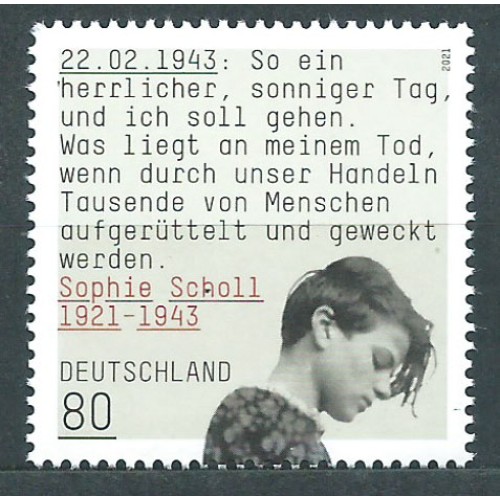 22.02.1943: So ein
herrlicher, sonniger Tag,
und ich soll gehen.
Was liegt an meinem Tod,
wenn durch unser Handeln
Tausende von Menschen
aufgerüttelt und geweckt
werden.
Sophie Scholl
1921-1943
DEUTSCHLAND
80
2021